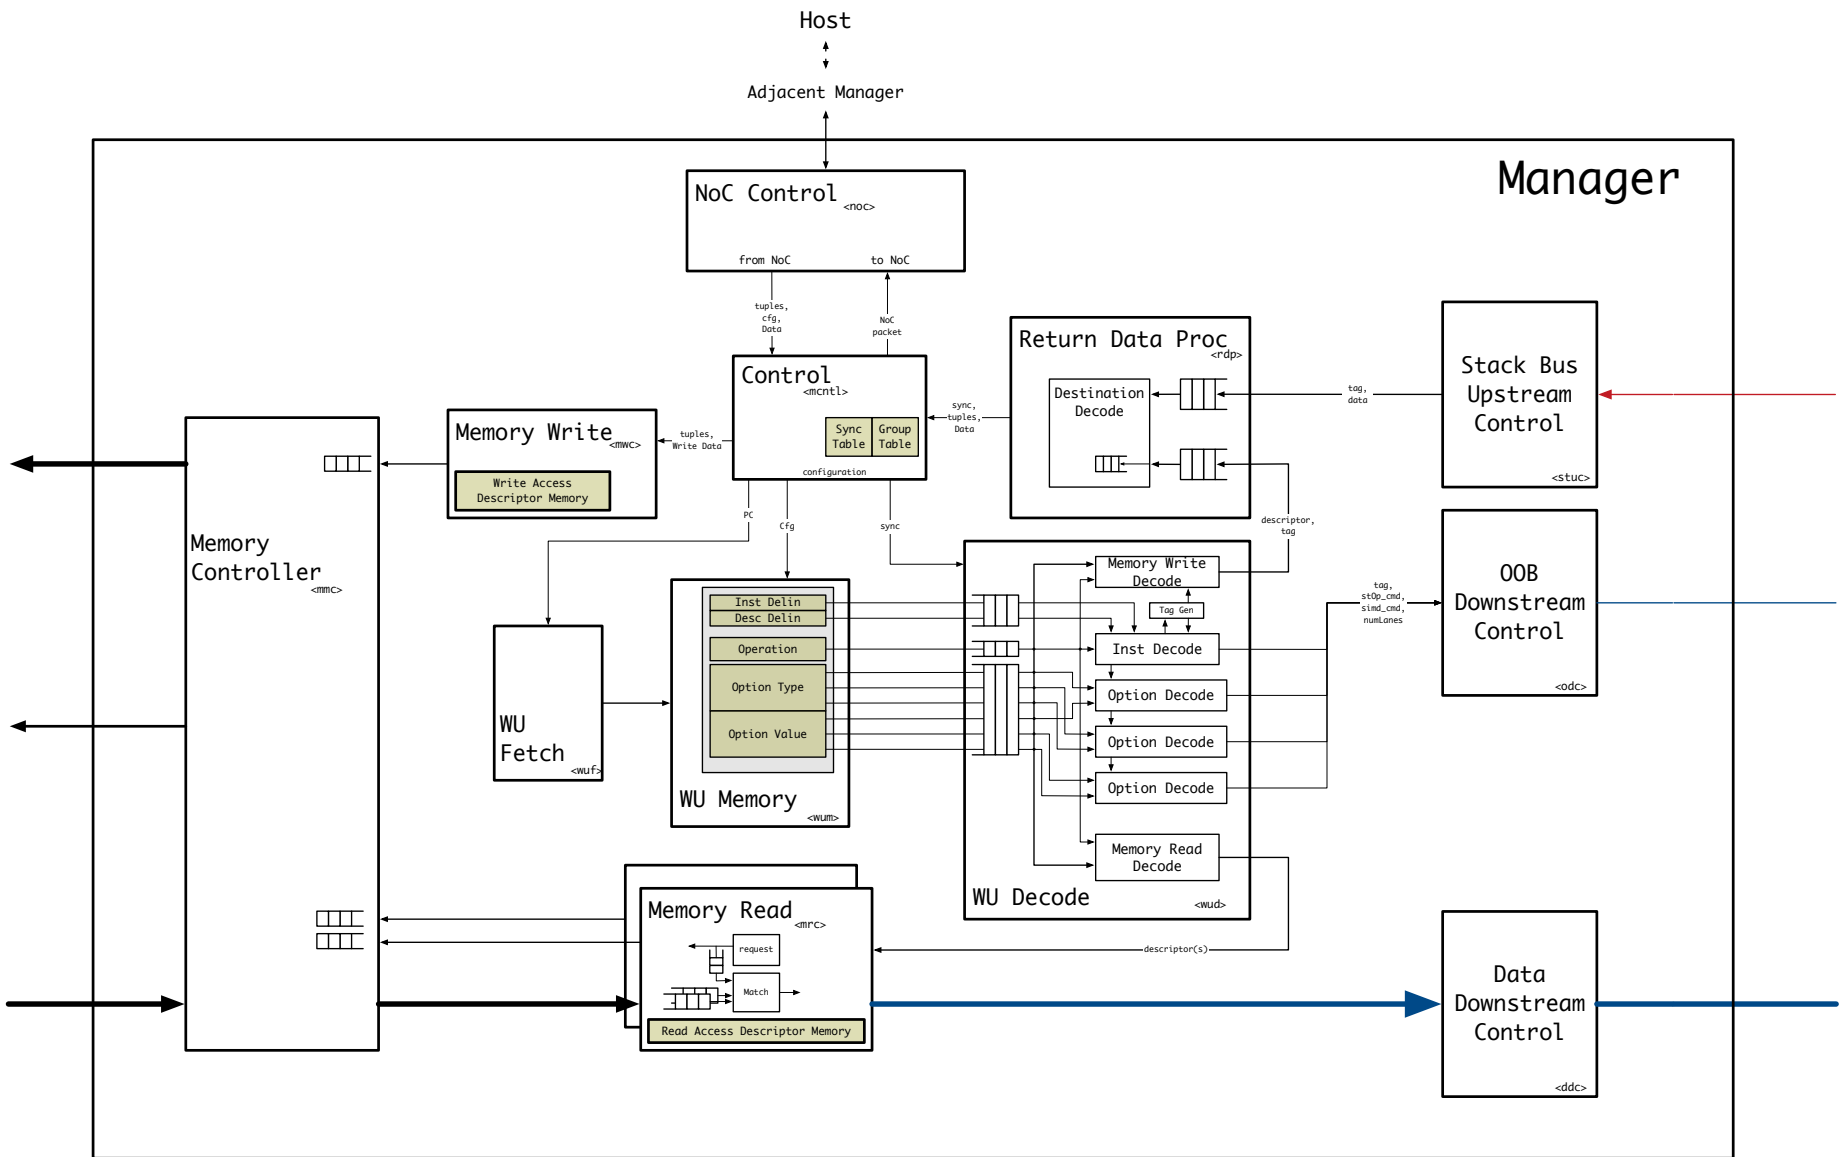 Host
Adjacent Manager
Manager
NoC Control
<noc>
from NoC
to NoC
tuples,
cfg,
Data
NoC
packet
Control
<mcntl>
Sync
Table
Group
Table
configuration
Return Data Proc
<rdp>
Destination
Decode
sync,
tuples,
Data
tag,
data
Stack Bus
Upstream
Control
<stuc>
Memory Write
<mwc>
Write Access
Descriptor Memory
tuples,
Write Data
PC
Cfg
sync
descriptor,
tag
Memory
Controller
<mmc>
OOB
Downstream
Control
<odc>
tag,
stOp_cmd,
simd_cmd,
numLanes
WU
Fetch
<wuf>
Inst Delin
Desc Delin
Operation
Option Type
Option Value
WU Memory
<wum>
Memory Write
Decode
Tag Gen
Inst Decode
Option Decode
Option Decode
Option Decode
Memory Read
Decode
WU Decode
<wud>
Memory Read
<mrc>
request
Match
Read Access Descriptor Memory
descriptor(s)
Data
Downstream
Control
<ddc>